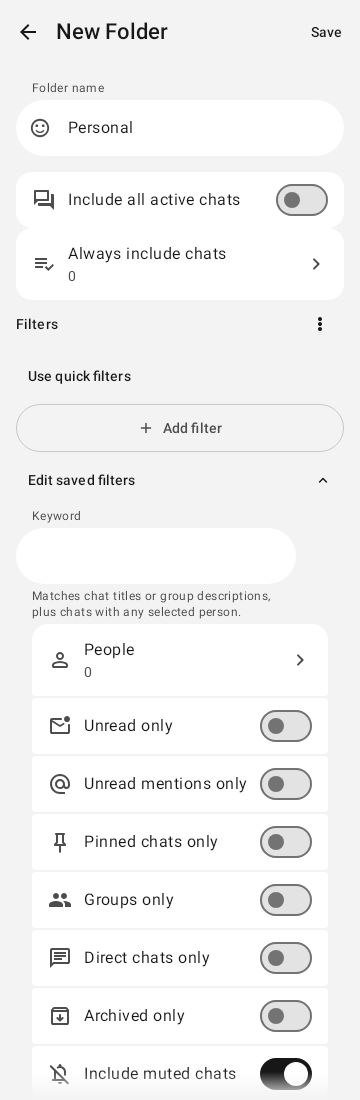 New Folder
Save
Folder name
Personal
Include all active chats
Always include chats
0
Filters
Use quick filters
Add filter
Edit saved filters
Keyword
Matches chat titles or group descriptions,
plus chats with any selected person.
People
0
Unread only
Unread mentions only
Pinned chats only
Groups only
Direct chats only
Archived only
Include muted chats